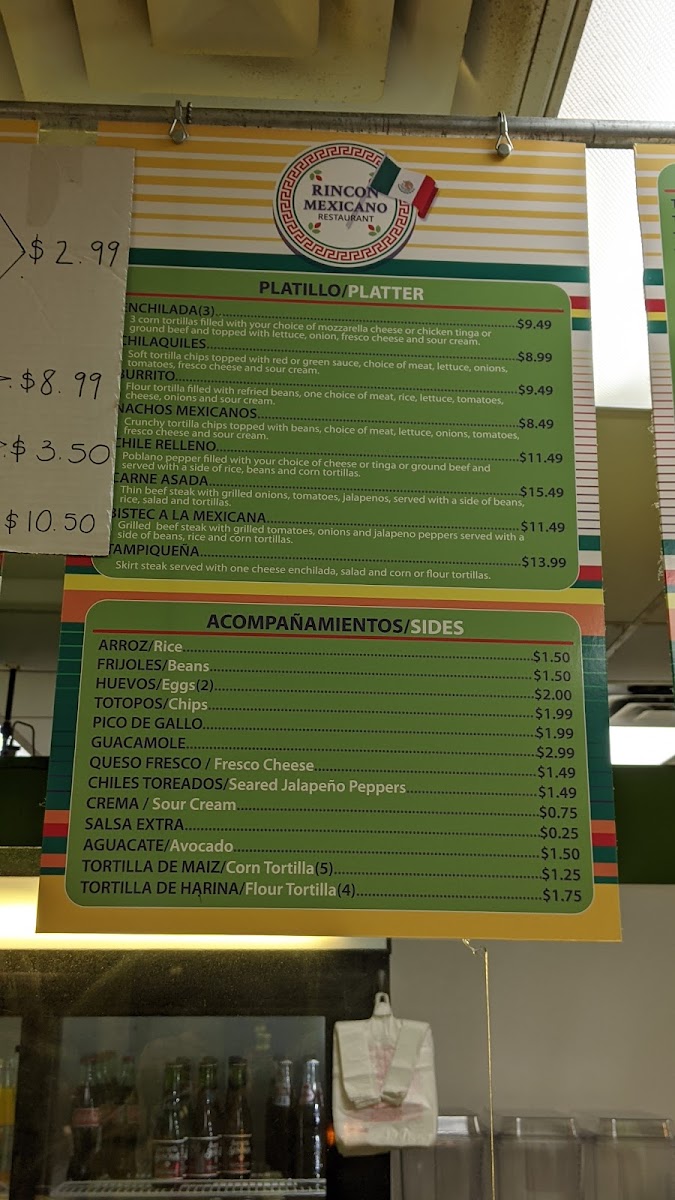 $ 2.99
$8.99
$3.50
$10.50
RINCON
MEXICANO
RESTAURANT
PLATILLO/PLATTER
ENCHILADA(3)....$9.49
3 corn tortillas filled with your choice of mozzarella cheese or chicken tinga or
ground beef and topped with lettuce, onion, fresco cheese and sour cream.
CHILAQUILES....$8.99
Soft tortilla chips topped with red or green sauce, choice of meat, lettuce, onions,
tomatoes, fresco cheese and sour cream.
BURRITO....$9.49
Flour tortilla filled with refried beans, one choice of meat, rice, lettuce, tomatoes,
cheese, onions and sour cream.
NACHOS MEXICANOS....$8.49
Crunchy tortilla chips topped with beans, choice of meat, lettuce, onions, tomatoes,
fresco cheese and sour cream.
CHILE RELLENO....$11.49
Poblano pepper filled with your choice of cheese or tinga or ground beef and
served with a side of rice, beans and corn tortillas.
CARNE ASADA....$15.49
Thin beef steak with grilled onions, tomatoes, jalapenos, served with a side of beans,
rice, salad and tortillas.
BISTEC A LA MEXICANA....$11.49
Grilled beef steak with grilled tomatoes, onions and jalapeno peppers served with a
side of beans, rice and corn tortillas.
TAMPIQUEÑA....$13.99
Skirt steak served with one cheese enchilada, salad and corn or flour tortillas.
ACOMPAÑAMIENTOS/SIDES
ARROZ/Rice....$1.50
FRIJOLES/Beans....$1.50
HUEVOS/Eggs(2)....$2.00
TOTOPOS/Chips....$1.99
PICO DE GALLO....$1.99
GUACAMOLE....$2.99
QUESO FRESCO / Fresco Cheese....$1.49
CHILES TOREADOS/Seared Jalapeño Peppers....$1.49
CREMA / Sour Cream....$0.75
SALSA EXTRA....$0.25
AGUACATE/Avocado....$1.50
TORTILLA DE MAIZ/Corn Tortilla(5)....$1.25
TORTILLA DE HARINA/Flour Tortilla(4)....$1.75